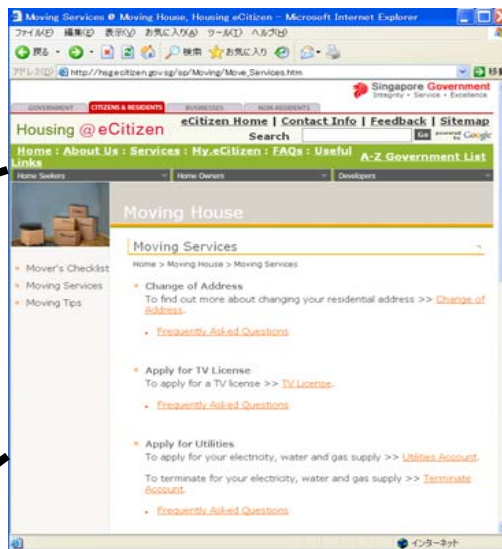 Moving Services @ Moving House, Housing eCitizen - Microsoft Internet Explorer
ファイル(F) 編集(E) 表示(V) お気に入り(A) ツール(T) ヘルプ(H)
戻る 検索 お気に入り
アドレス(D) http://hsg.ecitizen.gov.sg/sp/Moving/Move_Services.htm
Singapore Government
Integrity • Service • Excellence
GOVERNMENT CITIZENS & RESIDENTS BUSINESSES NON-RESIDENTS
Housing @ eCitizen
eCitizen Home | Contact Info | Feedback | Sitemap
Search Go powered by Google
Home : About Us : Services : My.eCitizen : FAQs : Useful Links
A-Z Government List
Home Seekers Home Owners Developers
Moving House
Mover's Checklist
Moving Services
Moving Tips
Moving Services
Home > Moving House > Moving Services
Change of Address
To find out more about changing your residential address >> Change of
Address.
Frequently Asked Questions
Apply for TV License
To apply for a TV license >> TV License.
Frequently Asked Questions
Apply for Utilities
To apply for your electricity, water and gas supply >> Utilities Account.
To terminate for your electricity, water and gas supply >> Terminate
Account.
Frequently Asked Questions
インターネット